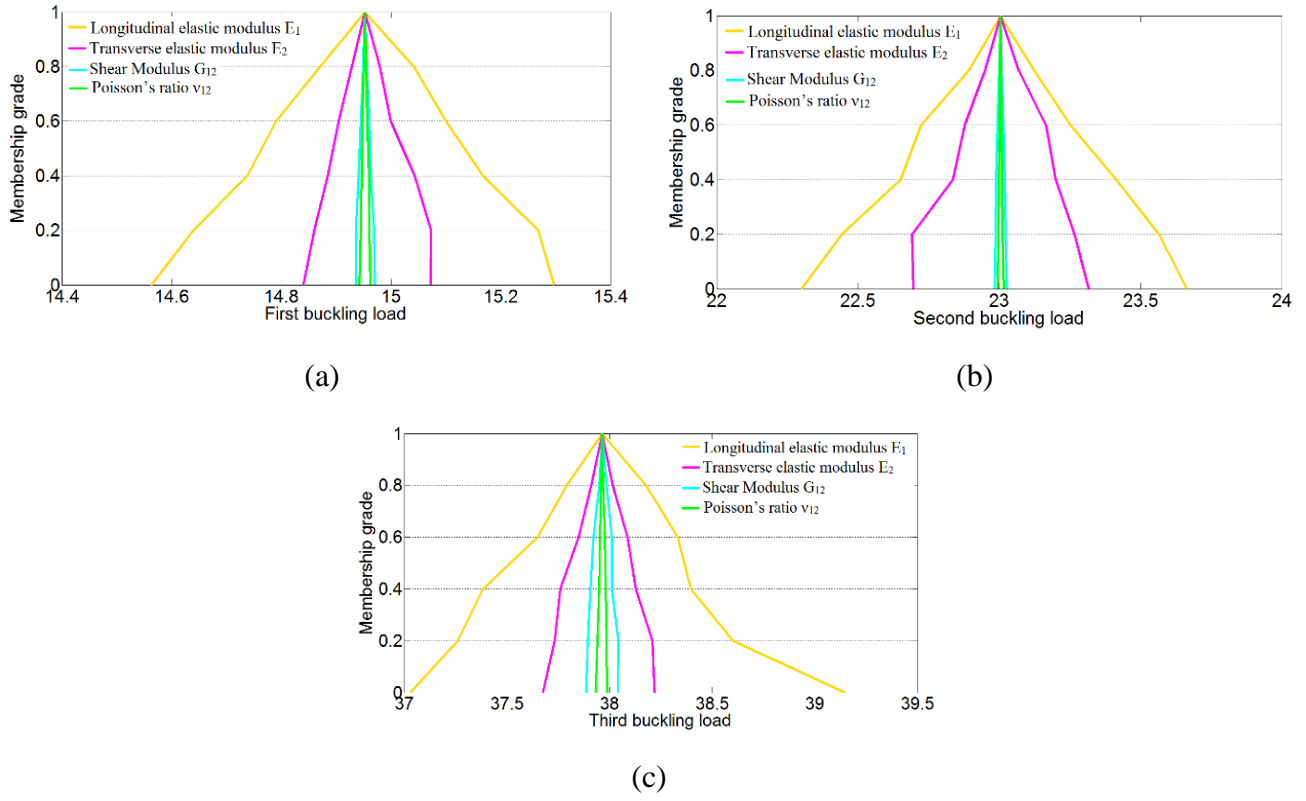 1
Longitudinal elastic modulus E₁
Transverse elastic modulus E₂
Shear Modulus G₁₂
Poisson's ratio ν₁₂
0.8
0.6
0.4
0.2
0
Membership grade
14.4 14.6 14.8 15 15.2 15.4
First buckling load
(a)
1
Longitudinal elastic modulus E₁
Transverse elastic modulus E₂
Shear Modulus G₁₂
Poisson's ratio ν₁₂
0.8
0.6
0.4
0.2
0
Membership grade
22 22.5 23 23.5 24
Second buckling load
(b)
1
Longitudinal elastic modulus E₁
Transverse elastic modulus E₂
Shear Modulus G₁₂
Poisson's ratio ν₁₂
0.8
0.6
0.4
0.2
0
Membership grade
37 37.5 38 38.5 39 39.5
Third buckling load
(c)